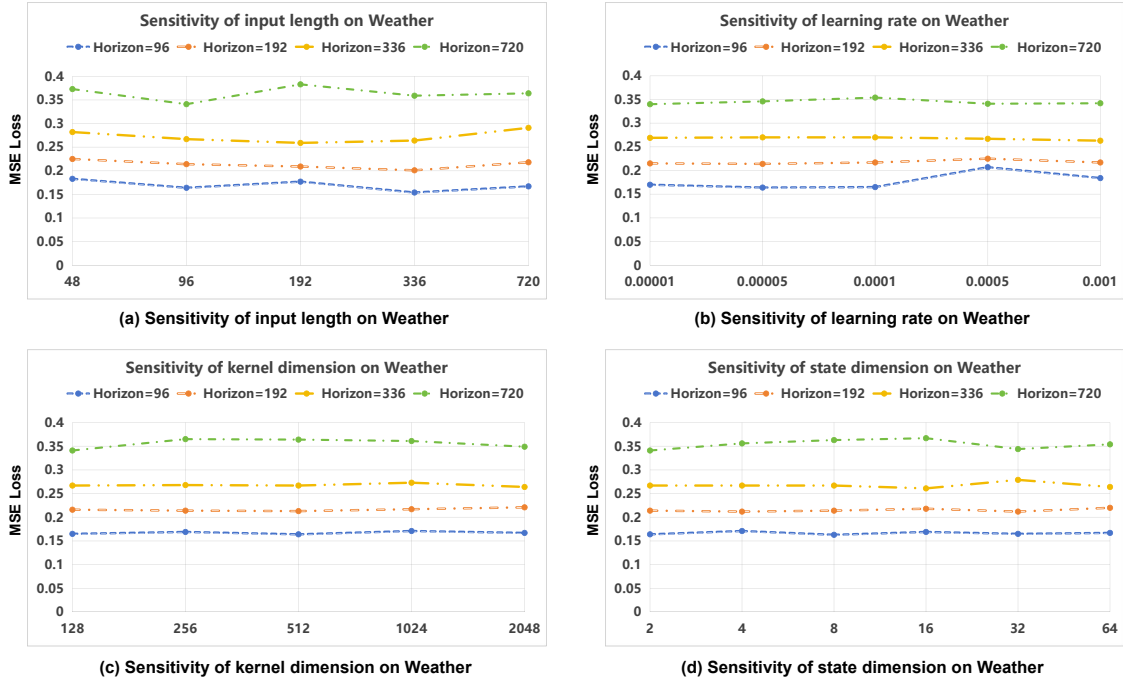 Sensitivity of input length on Weather
Horizon=96 Horizon=192 Horizon=336 Horizon=720
MSE Loss
0.4
0.35
0.3
0.25
0.2
0.15
0.1
0.05
0
48 96 192 336 720
(a) Sensitivity of input length on Weather
Sensitivity of learning rate on Weather
Horizon=96 Horizon=192 Horizon=336 Horizon=720
MSE Loss
0.4
0.35
0.3
0.25
0.2
0.15
0.1
0.05
0
0.00001 0.00005 0.0001 0.0005 0.001
(b) Sensitivity of learning rate on Weather
Sensitivity of kernel dimension on Weather
Horizon=96 Horizon=192 Horizon=336 Horizon=720
MSE Loss
0.4
0.35
0.3
0.25
0.2
0.15
0.1
0.05
0
128 256 512 1024 2048
(c) Sensitivity of kernel dimension on Weather
Sensitivity of state dimension on Weather
Horizon=96 Horizon=192 Horizon=336 Horizon=720
MSE Loss
0.4
0.35
0.3
0.25
0.2
0.15
0.1
0.05
0
2 4 8 16 32 64
(d) Sensitivity of state dimension on Weather